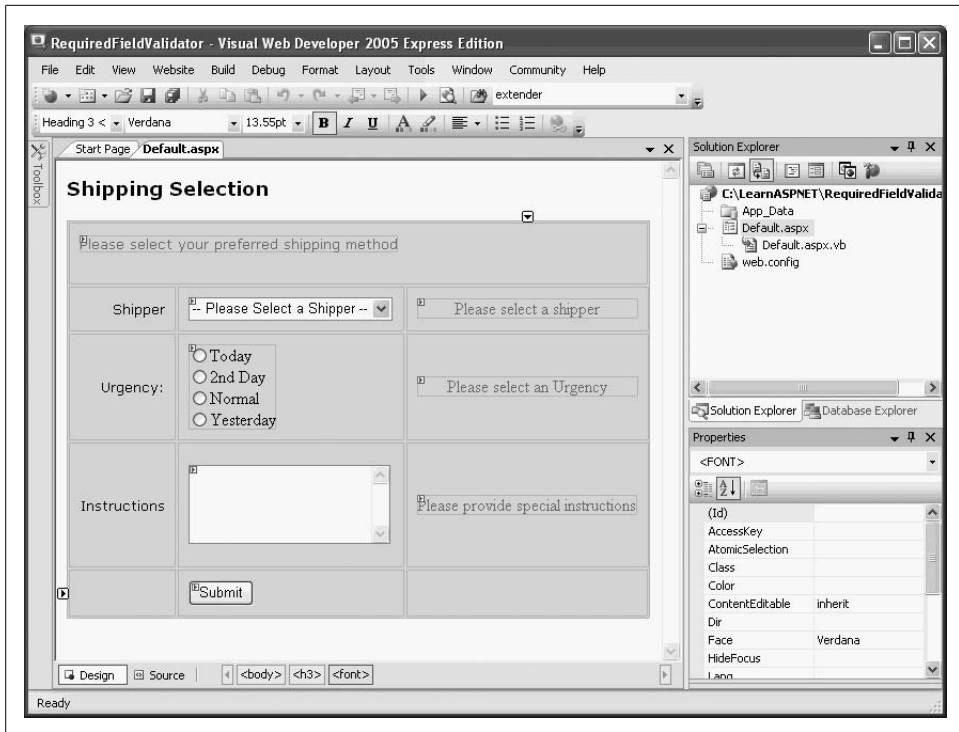 RequiredFieldValidator - Visual Web Developer 2005 Express Edition
File Edit View Website Build Debug Format Layout Tools Window Community Help
extender
Heading 3 < Verdana 13.55pt B I U A
Toolbox
Start Page Default.aspx
Shipping Selection
Please select your preferred shipping method
Shipper -- Please Select a Shipper -- Please select a shipper
Urgency: Today
2nd Day
Normal
Yesterday
Please select an Urgency
Instructions Please provide special instructions
Submit
Design Source <body> <h3> <font>
Ready
Solution Explorer
C:\LearnASPNET\RequiredFieldValida
App_Data
Default.aspx
Default.aspx.vb
web.config
Solution Explorer Database Explorer
Properties
<FONT>
(Id)
AccessKey
AtomicSelection
Class
Color
ContentEditable inherit
Dir
Face Verdana
HideFocus
Lang